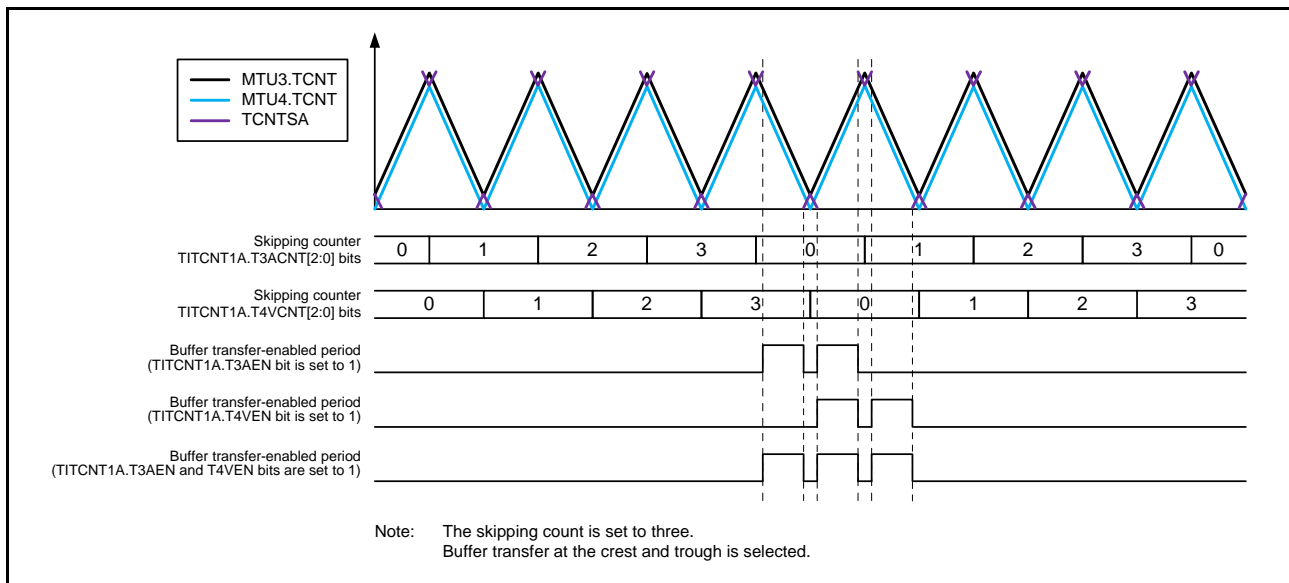 MTU3.TCNT
MTU4.TCNT
TCNTSA
Skipping counter
TITCNT1A.T3ACNT[2:0] bits
0 1 2 3 0 1 2 3 0
Skipping counter
TITCNT1A.T4VCNT[2:0] bits
0 1 2 3 0 1 2 3
Buffer transfer-enabled period
(TITCNT1A.T3AEN bit is set to 1)
Buffer transfer-enabled period
(TITCNT1A.T4VEN bit is set to 1)
Buffer transfer-enabled period
(TITCNT1A.T3AEN and T4VEN bits are set to 1)
Note: The skipping count is set to three.
Buffer transfer at the crest and trough is selected.